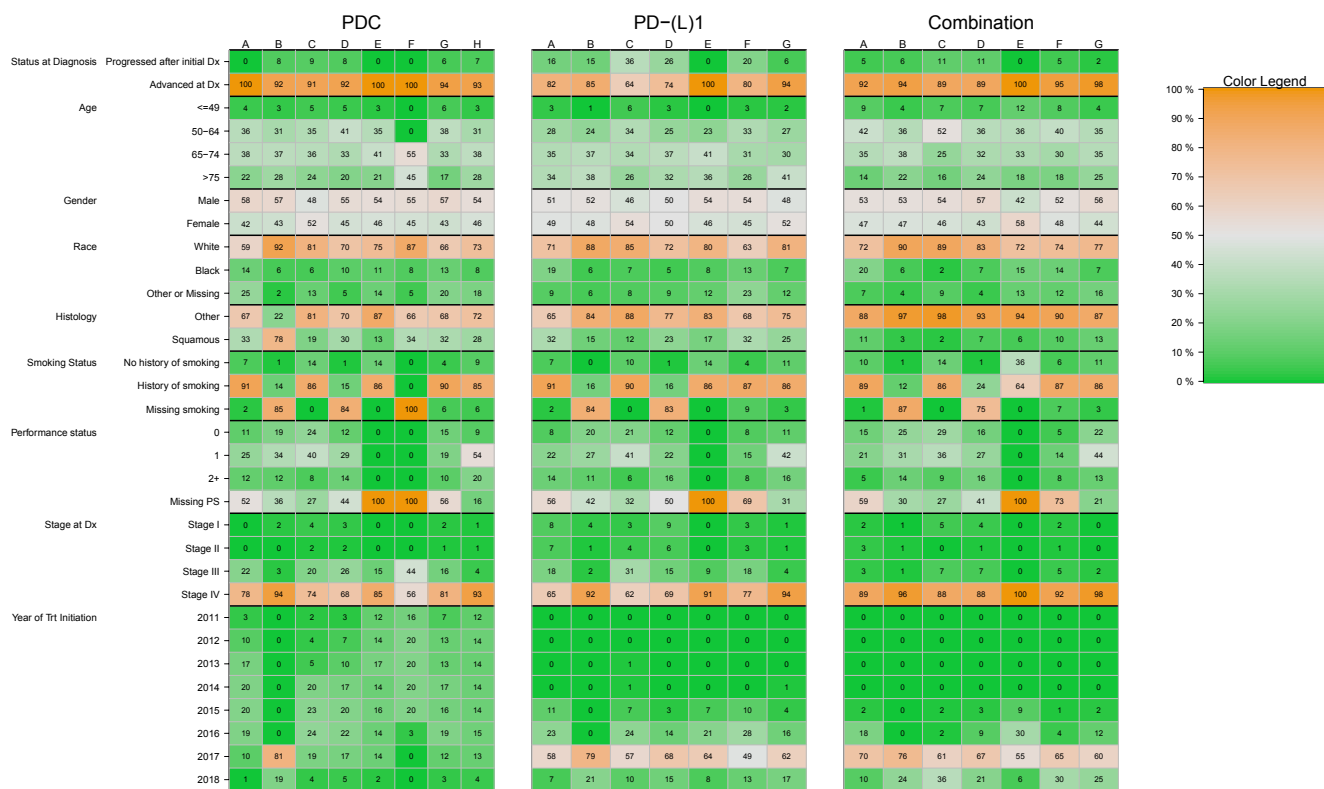 PDC PD−(L)1 Combination
A B C D E F G H A B C D E F G A B C D E F G
Status at Diagnosis Progressed after initial Dx 0 8 9 8 0 0 6 7 16 15 36 26 0 20 6 5 6 11 11 0 5 2
Advanced at Dx 100 92 91 92 100 100 94 93 82 85 64 74 100 80 94 92 94 89 89 100 95 98
Age <=49 4 3 5 5 3 0 6 3 3 1 6 3 0 3 2 9 4 7 7 12 8 4
50−64 36 31 35 41 35 0 38 31 28 24 34 25 23 33 27 42 36 52 36 36 40 35
65−74 38 37 36 33 41 55 33 38 35 37 34 37 41 31 30 35 38 25 32 33 30 35
>75 22 28 24 20 21 45 17 28 34 38 26 32 36 26 41 14 22 16 24 18 18 25
Gender Male 58 57 48 55 54 55 57 54 51 52 46 50 54 54 48 53 53 54 57 42 52 56
Female 42 43 52 45 46 45 43 46 49 48 54 50 46 45 52 47 47 46 43 58 48 44
Race White 59 92 81 70 75 87 66 73 71 88 85 72 80 63 81 72 90 89 83 72 74 77
Black 14 6 6 10 11 8 13 8 19 6 7 5 8 13 7 20 6 2 7 15 14 7
Other or Missing 25 2 13 5 14 5 20 18 9 6 8 9 12 23 12 7 4 9 4 13 12 16
Histology Other 67 22 81 70 87 66 68 72 65 84 88 77 83 68 75 88 97 98 93 94 90 87
Squamous 33 78 19 30 13 34 32 28 32 15 12 23 17 32 25 11 3 2 7 6 10 13
Smoking Status No history of smoking 7 1 14 1 14 0 4 9 7 0 10 1 14 4 11 10 1 14 1 36 6 11
History of smoking 91 14 86 15 86 0 90 85 91 16 90 16 86 87 86 89 12 86 24 64 87 86
Missing smoking 2 85 0 84 0 100 6 6 2 84 0 83 0 9 3 1 87 0 75 0 7 3
Performance status 0 11 19 24 12 0 0 15 9 8 20 21 12 0 8 11 15 25 29 16 0 5 22
1 25 34 40 29 0 0 19 54 22 27 41 22 0 15 42 21 31 36 27 0 14 44
2+ 12 12 8 14 0 0 10 20 14 11 6 16 0 8 16 5 14 9 16 0 8 13
Missing PS 52 36 27 44 100 100 56 16 56 42 32 50 100 69 31 59 30 27 41 100 73 21
Stage at Dx Stage I 0 2 4 3 0 0 2 1 8 4 3 9 0 3 1 2 1 5 4 0 2 0
Stage II 0 0 2 2 0 0 1 1 7 1 4 6 0 3 1 3 1 0 1 0 1 0
Stage III 22 3 20 26 15 44 16 4 18 2 31 15 9 18 4 3 1 7 7 0 5 2
Stage IV 78 94 74 68 85 56 81 93 65 92 62 69 91 77 94 89 96 88 88 100 92 98
Year of Trt Initiation 2011 3 0 2 3 12 16 7 12 0 0 0 0 0 0 0 0 0 0 0 0 0 0
2012 10 0 4 7 14 20 13 14 0 0 0 0 0 0 0 0 0 0 0 0 0 0
2013 17 0 5 10 17 20 13 14 0 0 1 0 0 0 0 0 0 0 0 0 0 0
2014 20 0 20 17 14 20 17 14 0 0 1 0 0 0 1 0 0 0 0 0 0 0
2015 20 0 23 20 16 20 16 14 11 0 7 3 7 10 4 2 0 2 3 9 1 2
2016 19 0 24 22 14 3 19 15 23 0 24 14 21 28 16 18 0 2 9 30 4 12
2017 10 81 19 17 14 0 12 13 58 79 57 68 64 49 62 70 76 61 67 55 65 60
2018 1 19 4 5 2 0 3 4 7 21 10 15 8 13 17 10 24 36 21 6 30 25
Color Legend
100 %
90 %
80 %
70 %
60 %
50 %
40 %
30 %
20 %
10 %
0 %